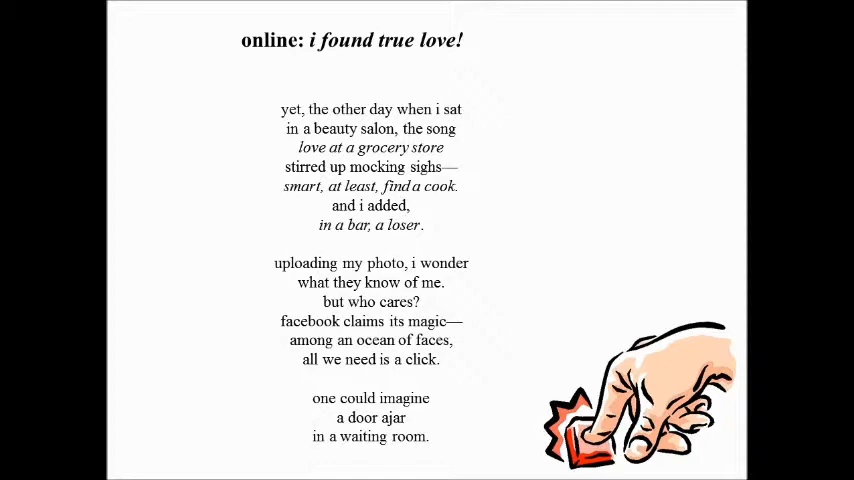 online: i found true love!
yet, the other day when i sat
in a beauty salon, the song
love at a grocery store
stirred up mocking sighs—
smart, at least, find a cook.
and i added,
in a bar, a loser.
uploading my photo, i wonder
what they know of me.
but who cares?
facebook claims its magic—
among an ocean of faces,
all we need is a click.
one could imagine
a door ajar
in a waiting room.